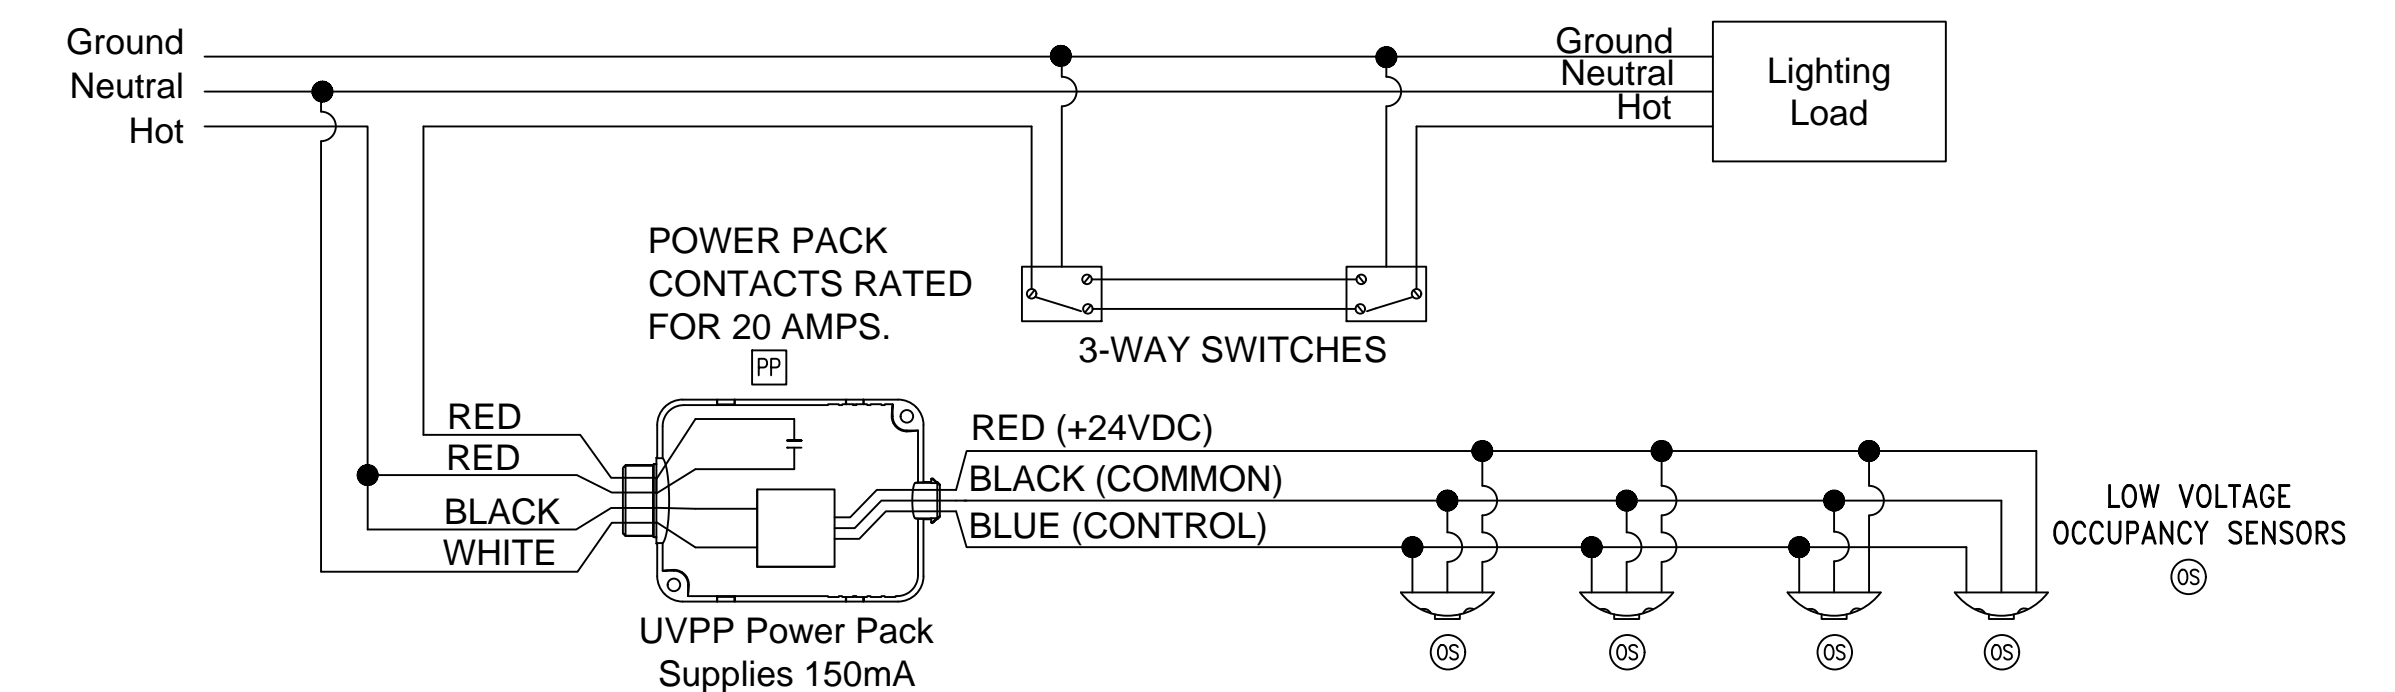 Ground
Neutral
Hot
Ground
Neutral
Hot
Lighting
Load
POWER PACK
CONTACTS RATED
FOR 20 AMPS.
PP
3-WAY SWITCHES
RED
RED
BLACK
WHITE
RED (+24VDC)
BLACK (COMMON)
BLUE (CONTROL)
LOW VOLTAGE
OCCUPANCY SENSORS
OS
UVPP Power Pack
Supplies 150mA
OS
OS
OS
OS